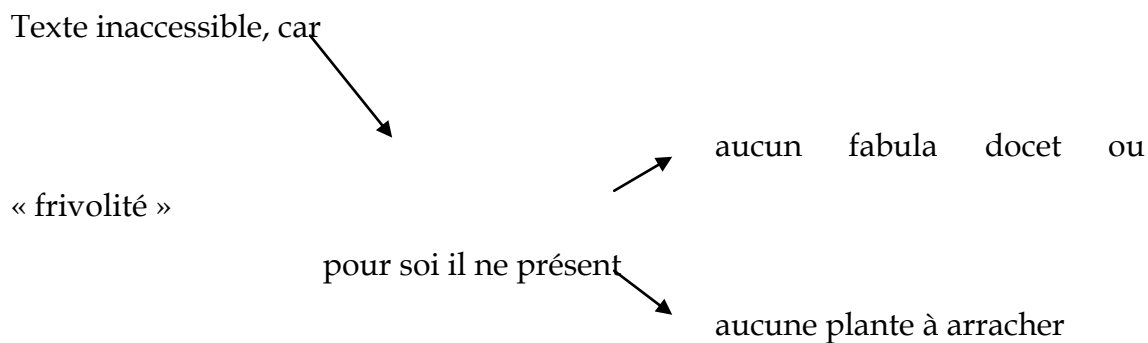 Texte inaccessible, car
aucun fabula docet ou
« frivolité »
pour soi il ne présent
aucune plante à arracher